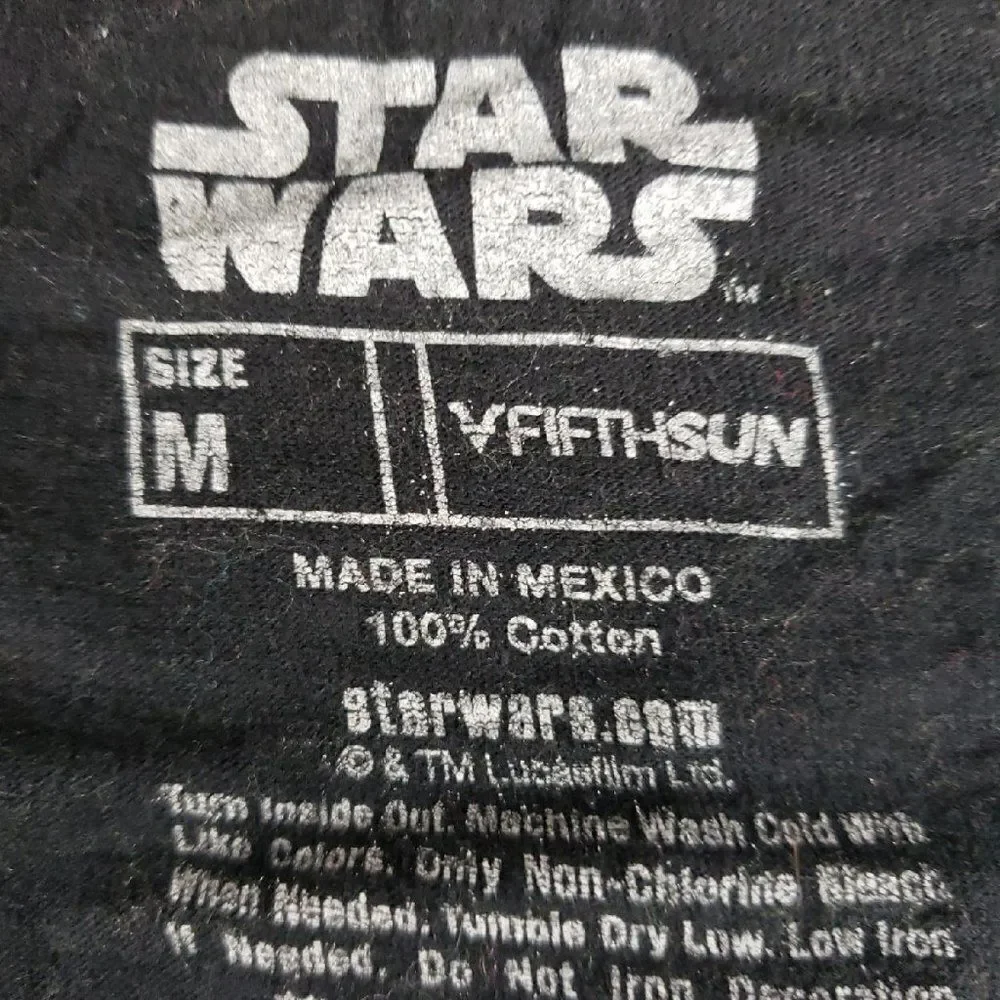 STAR
WARS
TM
SIZE
M
FIFTHSUN
MADE IN MEXICO
100% Cotton
starwars.com
© & TM Lucasfilm Ltd.
Turn Inside Out. Machine Wash Cold With
Like Colors. Only Non-Chlorine Bleach
When Needed. Tumble Dry Low. Low Iron
If Needed. Do Not Iron Decoration